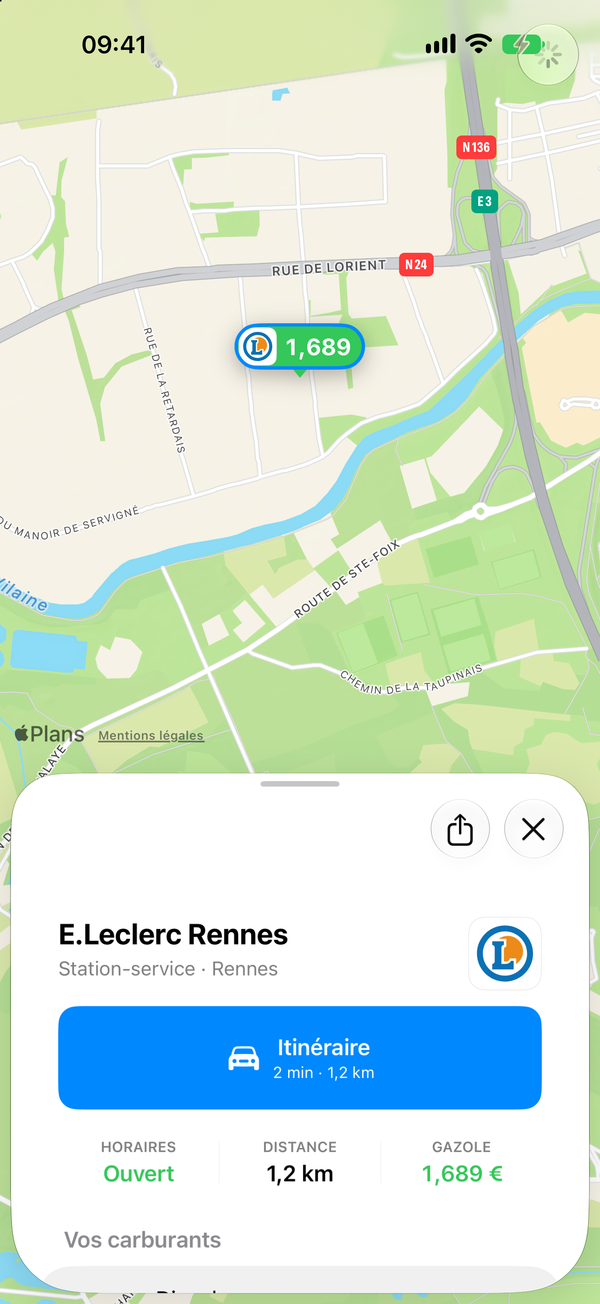 09:41
N136
E3
RUE DE LORIENT
N24
L 1,689
RUE DE LA RETARDAIS
DU MANOIR DE SERVIGNÉ
Vilaine
ROUTE DE STE-FOIX
CHEMIN DE LA TAUPINAIS
Plans Mentions légales
E.Leclerc Rennes
Station-service · Rennes
L
Itinéraire
2 min · 1,2 km
HORAIRES DISTANCE GAZOLE
Ouvert 1,2 km 1,689 €
Vos carburants